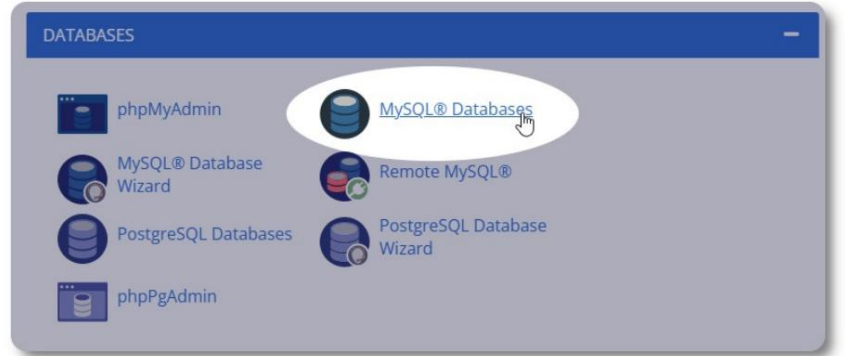 DATABASES
phpMyAdmin
MySQL® Databases
MySQL® Database
Wizard
Remote MySQL®
PostgreSQL Databases
PostgreSQL Database
Wizard
phpPgAdmin